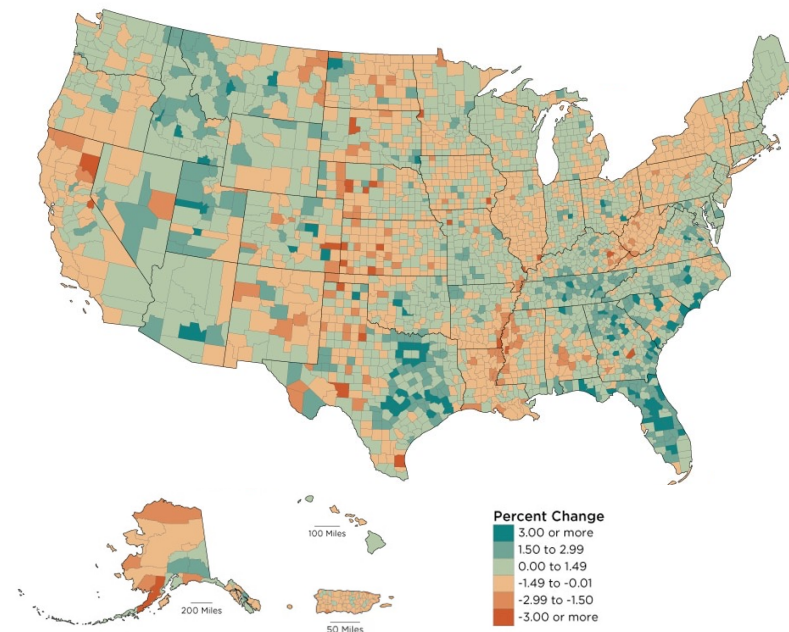 100 Miles
200 Miles
50 Miles
Percent Change
3.00 or more
1.50 to 2.99
0.00 to 1.49
-1.49 to -0.01
-2.99 to -1.50
-3.00 or more